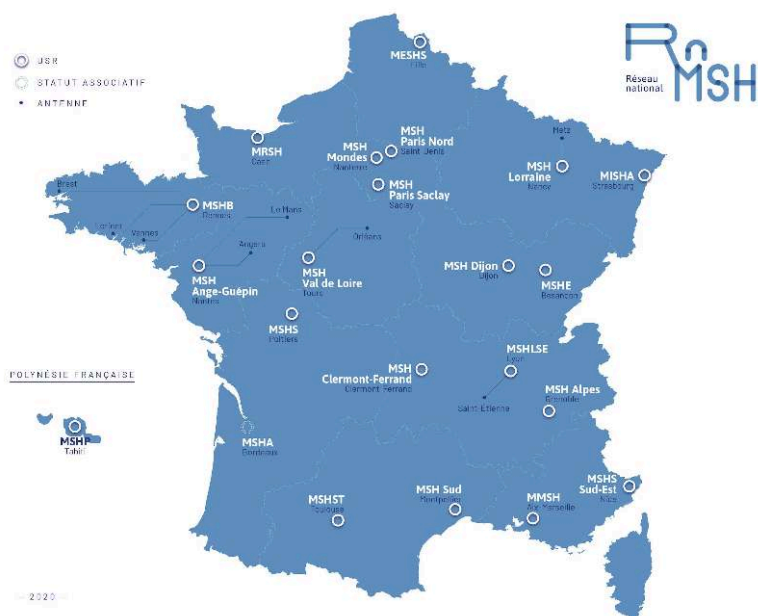 USR
STATUT ASSOCIATIF
ANTENNE
Réseau
national
RnMSH
MESHS
Lille
MRSH
Caen
MSH
Mondes
Nanterre
MSH
Paris Nord
Saint-Denis
MSH
Paris Saclay
Saclay
Metz
MSH
Lorraine
Nancy
MISHA
Strasbourg
Brest
MSHB
Rennes
Lorient
Vannes
Le Mans
Angers
Orléans
MSH
Ange-Guépin
Nantes
MSH
Val de Loire
Tours
MSH Dijon
Dijon
MSHE
Besançon
MSHS
Poitiers
MSH
Clermont-Ferrand
Clermont-Ferrand
MSHLSE
Lyon
Saint-Étienne
MSH Alpes
Grenoble
POLYNÉSIE FRANÇAISE
MSHP
Tahiti
MSHA
Bordeaux
MSHST
Toulouse
MSH Sud
Montpellier
MMSH
Aix-Marseille
MSHS
Sud-Est
Nice
2020